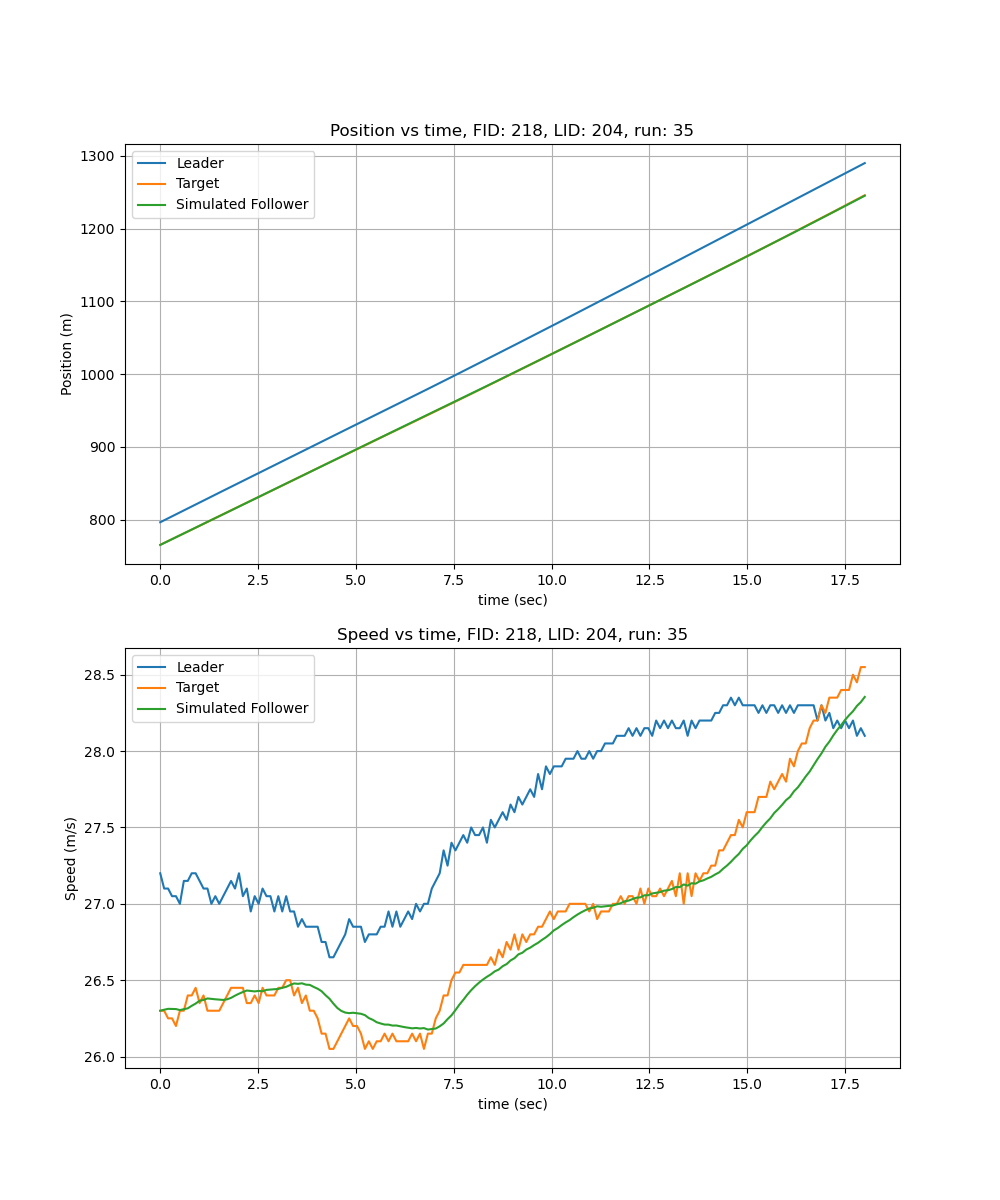 Position vs time, FID: 218, LID: 204, run: 35
Leader
Target
Simulated Follower
1300
1200
1100
1000
900
800
Position (m)
0.0 2.5 5.0 7.5 10.0 12.5 15.0 17.5
time (sec)
Speed vs time, FID: 218, LID: 204, run: 35
Leader
Target
Simulated Follower
28.5
28.0
27.5
27.0
26.5
26.0
Speed (m/s)
0.0 2.5 5.0 7.5 10.0 12.5 15.0 17.5
time (sec)